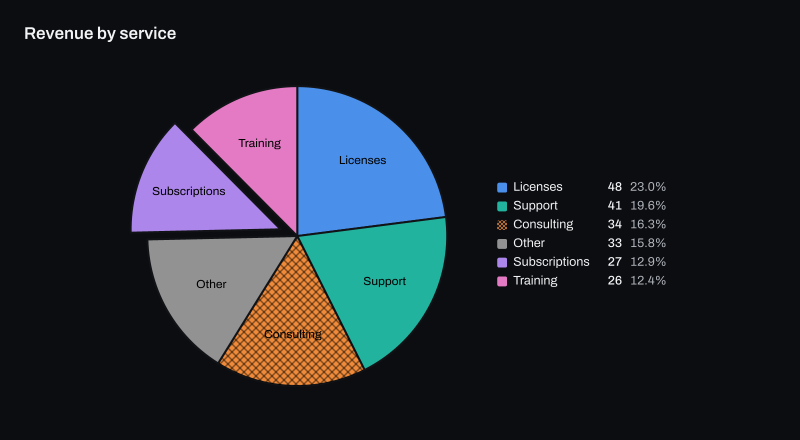 Revenue by service
Training
Licenses
Subscriptions
Support
Other
Consulting
Licenses 48 23.0%
Support 41 19.6%
Consulting 34 16.3%
Other 33 15.8%
Subscriptions 27 12.9%
Training 26 12.4%